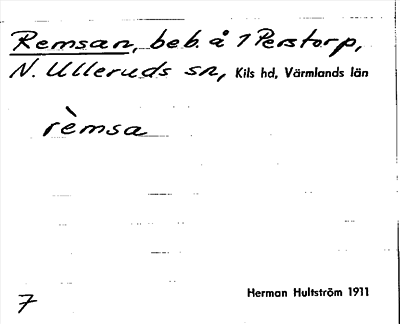 Remsan, beb. å 1 Perstorp,
N. Ulleruds sn, Kils hd, Värmlands län
rèmsa
7
Herman Hultström 1911